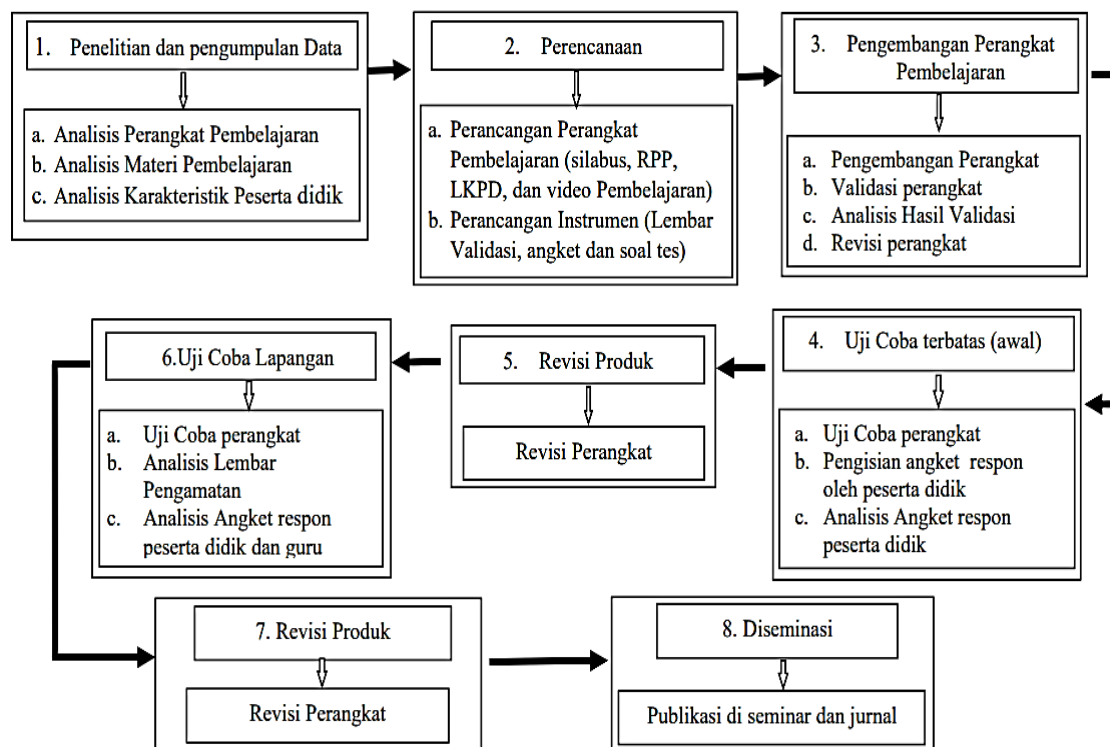 1. Penelitian dan pengumpulan Data
a. Analisis Perangkat Pembelajaran
b. Analisis Materi Pembelajaran
c. Analisis Karakteristik Peserta didik
2. Perencanaan
a. Perancangan Perangkat
Pembelajaran (silabus, RPP,
LKPD, dan video Pembelajaran)
b. Perancangan Instrumen (Lembar
Validasi, angket dan soal tes)
3. Pengembangan Perangkat
Pembelajaran
a. Pengembangan Perangkat
b. Validasi perangkat
c. Analisis Hasil Validasi
d. Revisi perangkat
4. Uji Coba terbatas (awal)
a. Uji Coba perangkat
b. Pengisian angket respon
oleh peserta didik
c. Analisis Angket respon
peserta didik
5. Revisi Produk
Revisi Perangkat
6.Uji Coba Lapangan
a. Uji Coba perangkat
b. Analisis Lembar
Pengamatan
c. Analisis Angket respon
peserta didik dan guru
7. Revisi Produk
Revisi Perangkat
8. Diseminasi
Publikasi di seminar dan jurnal